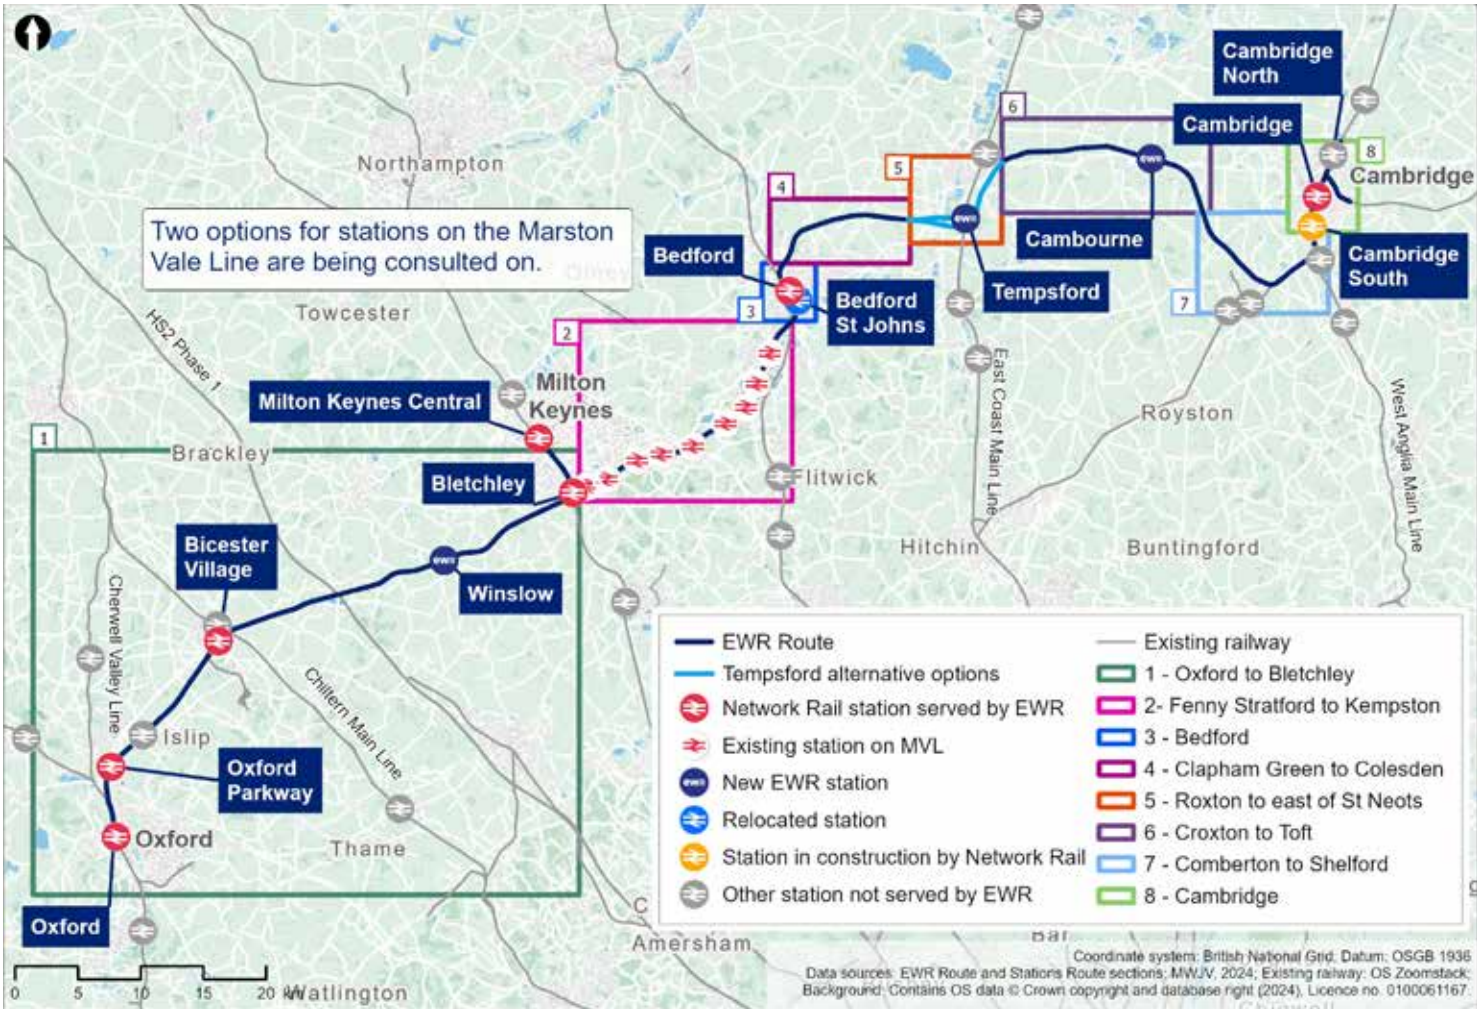 Cambridge
North
Cambridge
6
8
Cambridge
5
4
Northampton
Two options for stations on the Marston
Vale Line are being consulted on.
Olney
Bedford
ewr
ewr
Cambourne
Cambridge
South
Tempsford
Bedford
St Johns
3
7
Towcester
HS2 Phase 1
2
Milton
Keynes
Milton Keynes Central
East Coast Main Line
West Anglia Main Line
Royston
1
Brackley
Bletchley
Flitwick
Bicester
Village
ewr
Winslow
Hitchin
Buntingford
Cherwell Valley Line
Chiltern Main Line
Islip
Oxford
Parkway
Oxford
Thame
Oxford
EWR Route
Tempsford alternative options
Network Rail station served by EWR
Existing station on MVL
ewr New EWR station
Relocated station
Station in construction by Network Rail
Other station not served by EWR
Existing railway
1 - Oxford to Bletchley
2- Fenny Stratford to Kempston
3 - Bedford
4 - Clapham Green to Colesden
5 - Roxton to east of St Neots
6 - Croxton to Toft
7 - Comberton to Shelford
8 - Cambridge
C
Amersham
Bar
0 5 10 15 20 km
Watlington
Coordinate system: British National Grid, Datum: OSGB 1936
Data sources: EWR Route and Stations Route sections; MWJV, 2024; Existing railway: OS Zoomstack;
Background: Contains OS data © Crown copyright and database right (2024), Licence no. 0100061167.